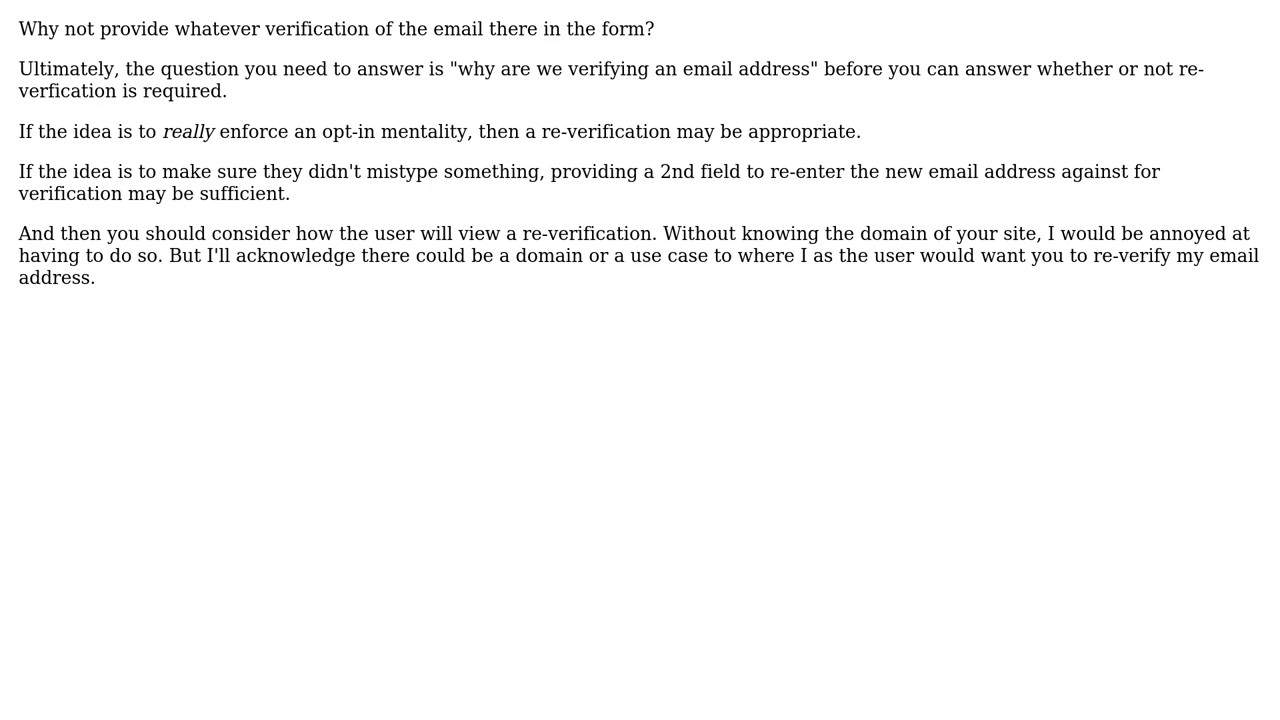 Why not provide whatever verification of the email there in the form?
Ultimately, the question you need to answer is "why are we verifying an email address" before you can answer whether or not re-
verfication is required.
If the idea is to really enforce an opt-in mentality, then a re-verification may be appropriate.
If the idea is to make sure they didn't mistype something, providing a 2nd field to re-enter the new email address against for
verification may be sufficient.
And then you should consider how the user will view a re-verification. Without knowing the domain of your site, I would be annoyed at
having to do so. But I'll acknowledge there could be a domain or a use case to where I as the user would want you to re-verify my email
address.